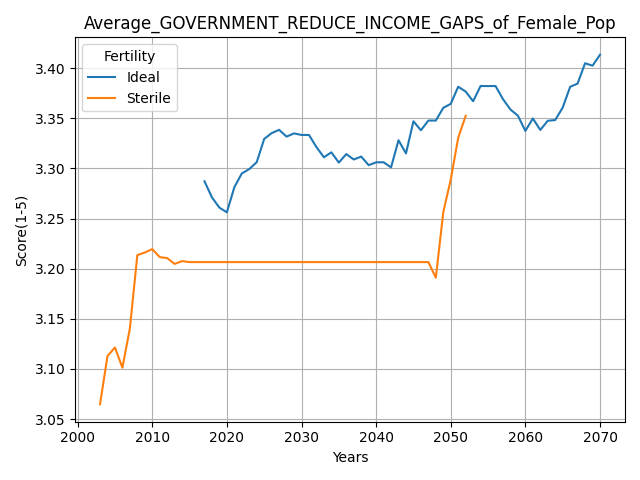 Average_GOVERNMENT_REDUCE_INCOME_GAPS_of_Female_Pop
Fertility
Ideal
Sterile
Score(1-5)
3.40
3.35
3.30
3.25
3.20
3.15
3.10
3.05
2000 2010 2020 2030 2040 2050 2060 2070
Years